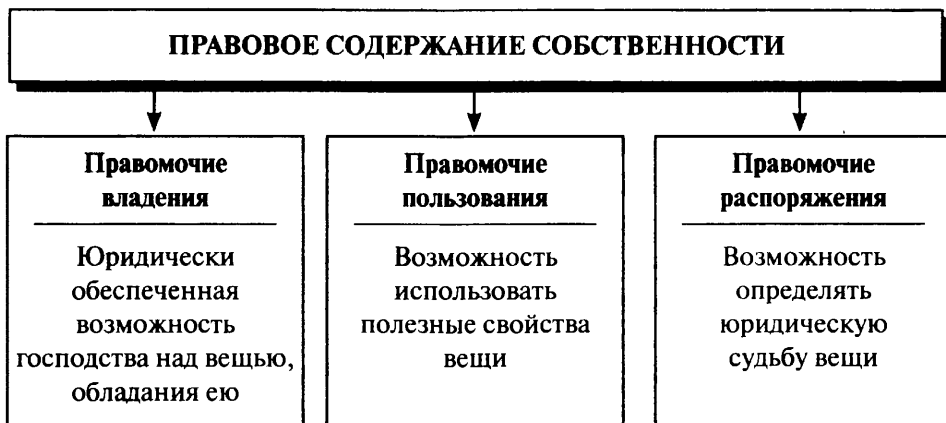 ПРАВОВОЕ СОДЕРЖАНИЕ СОБСТВЕННОСТИ
Правомочие
владения
Юридически
обеспеченная
возможность
господства над вещью,
обладания ею
Правомочие
пользования
Возможность
использовать
полезные свойства
вещи
Правомочие
распоряжения
Возможность
определять
юридическую
судьбу вещи